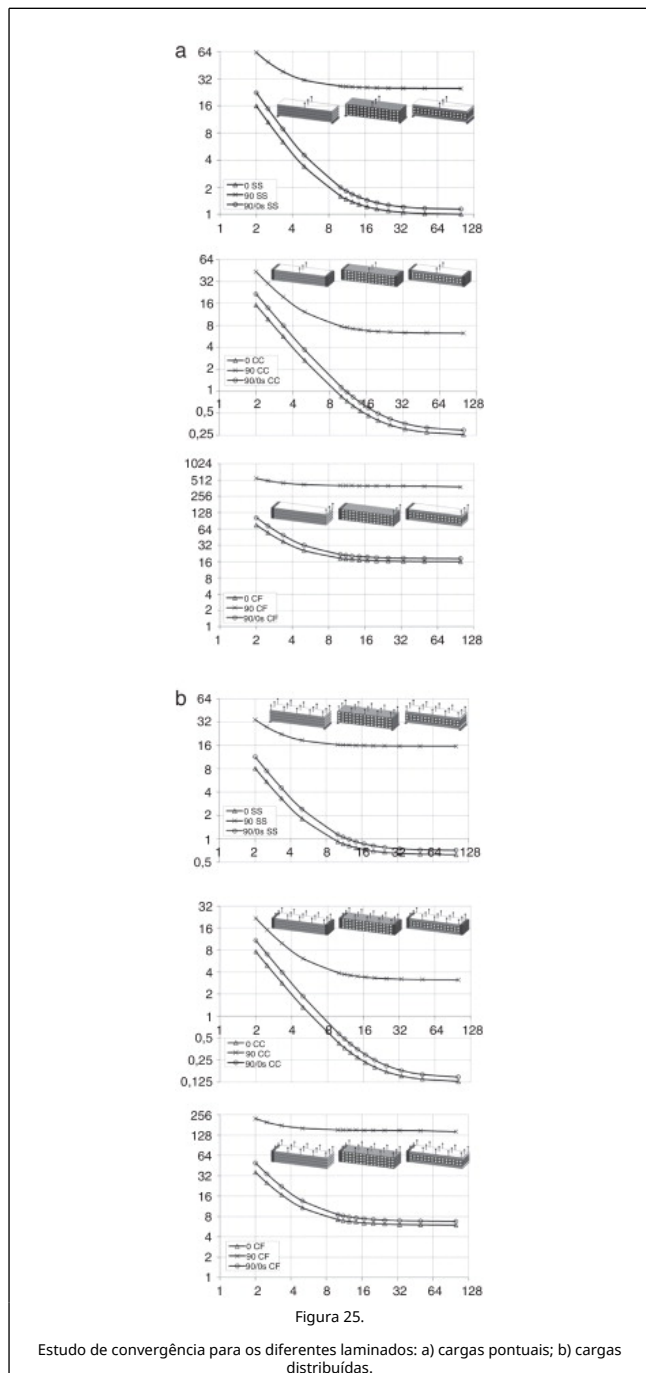 a
64
32
16
8
4
2
1
0 SS
90 SS
90/0s SS
1 2 4 8 16 32 64 128
64
32
16
8
4
2
1
0,5
0,25
0 CC
90 CC
90/0s CC
1 2 4 8 16 32 64 128
1024
512
256
128
64
32
16
8
4
2
1
0 CF
90 CF
90/0s CF
1 2 4 8 16 32 64 128
b
64
32
16
8
4
2
1
0,5
0 SS
90 SS
90/0s SS
1 2 4 8 16 32 64 128
32
16
8
4
2
1
0,5
0,25
0,125
0 CC
90 CC
90/0s CC
1 2 4 8 16 32 64 128
256
128
64
32
16
8
4
2
1
0 CF
90 CF
90/0s CF
1 2 4 8 16 32 64 128
Figura 25.
Estudo de convergência para os diferentes laminados: a) cargas pontuais; b) cargas
distribuídas.